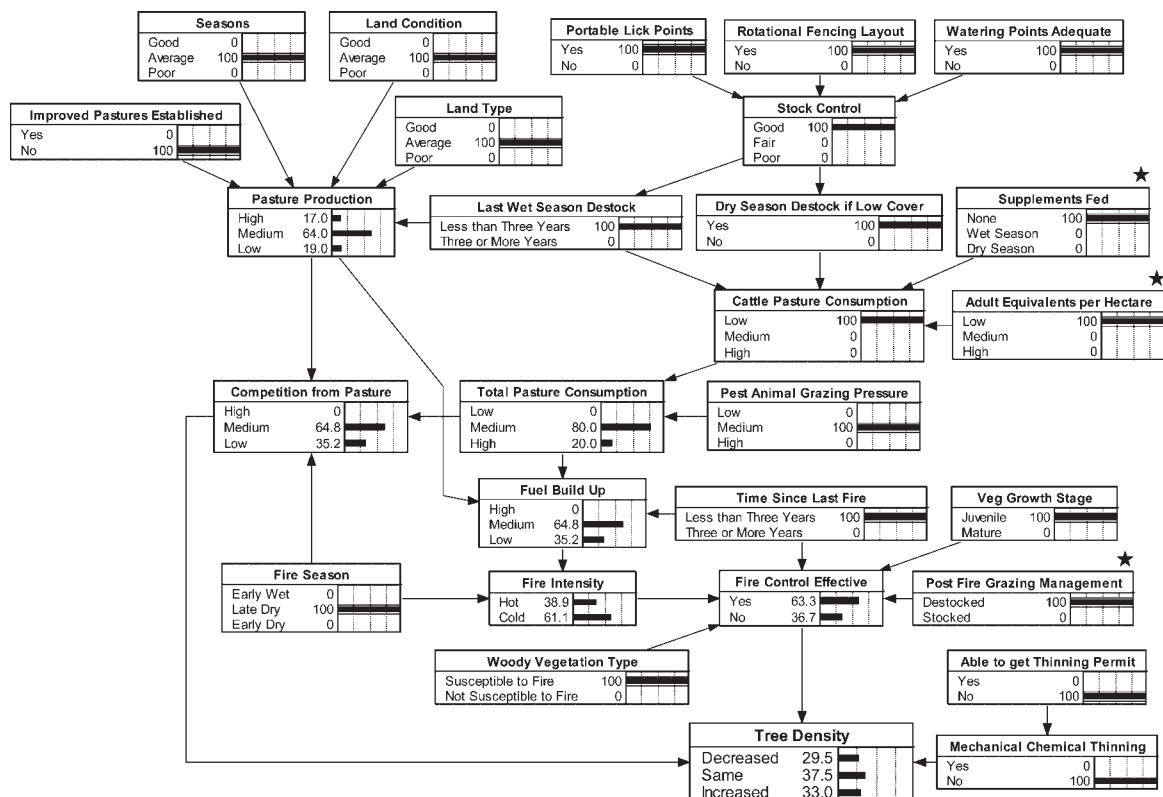 Seasons
Good 0
Average 100
Poor 0
Land Condition
Good 0
Average 100
Poor 0
Portable Lick Points
Yes 100
No 0
Rotational Fencing Layout
Yes 100
No 0
Watering Points Adequate
Yes 100
No 0
Improved Pastures Established
Yes 0
No 100
Land Type
Good 0
Average 100
Poor 0
Stock Control
Good 100
Fair 0
Poor 0
Pasture Production
High 17.0
Medium 64.0
Low 19.0
Last Wet Season Destock
Less than Three Years 100
Three or More Years 0
Dry Season Destock if Low Cover
Yes 100
No 0
Supplements Fed
None 100
Wet Season 0
Dry Season 0
Cattle Pasture Consumption
Low 100
Medium 0
High 0
Adult Equivalents per Hectare
Low 100
Medium 0
High 0
Competition from Pasture
High 0
Medium 64.8
Low 35.2
Total Pasture Consumption
Low 0
Medium 80.0
High 20.0
Pest Animal Grazing Pressure
Low 0
Medium 100
High 0
Fuel Build Up
High 0
Medium 64.8
Low 35.2
Time Since Last Fire
Less than Three Years 100
Three or More Years 0
Veg Growth Stage
Juvenile 100
Mature 0
Fire Season
Early Wet 0
Late Dry 100
Early Dry 0
Fire Intensity
Hot 38.9
Cold 61.1
Fire Control Effective
Yes 63.3
No 36.7
Post Fire Grazing Management
Destocked 100
Stocked 0
Woody Vegetation Type
Susceptible to Fire 100
Not Susceptible to Fire 0
Able to get Thinning Permit
Yes 0
No 100
Tree Density
Decreased 29.5
Same 37.5
Increased 33.0
Mechanical Chemical Thinning
Yes 0
No 100